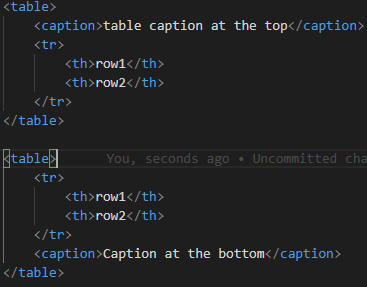 <table>
    <caption>table caption at the top</caption>
    <tr>
        <th>row1</th>
        <th>row2</th>
    </tr>
</table>
<table>    You, seconds ago • Uncommitted cha
    <tr>
        <th>row1</th>
        <th>row2</th>
    </tr>
    <caption>Caption at the bottom</caption>
</table>